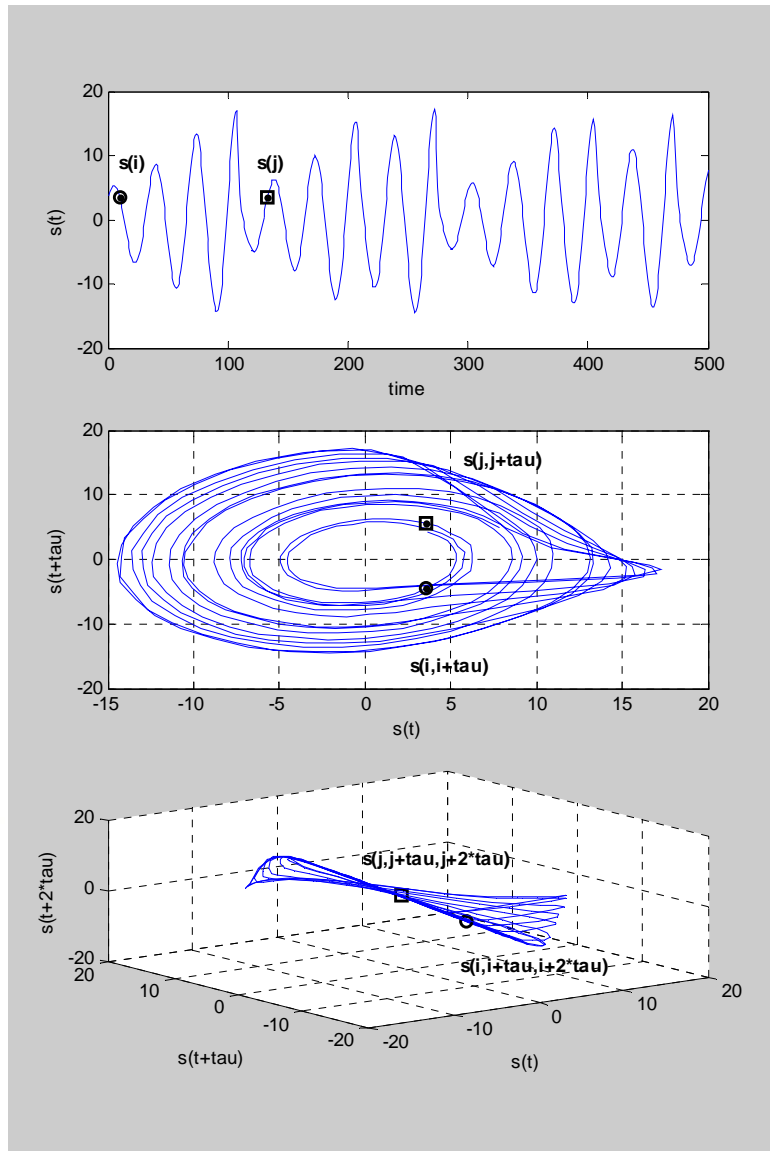 20
s(i) s(j)
10
s(t)
0
-10
-20
0 100 200 300 400 500
time
20
s(j,j+tau)
10
s(t+tau)
0
-10
s(i,i+tau)
-20
-15 -10 -5 0 5 10 15 20
s(t)
20
s(j,j+tau,j+2*tau)
s(t+2*tau)
0
s(i,i+tau,i+2*tau)
-20
20 20
10 10
0 0
-10 -10
-20 -20
s(t+tau) s(t)